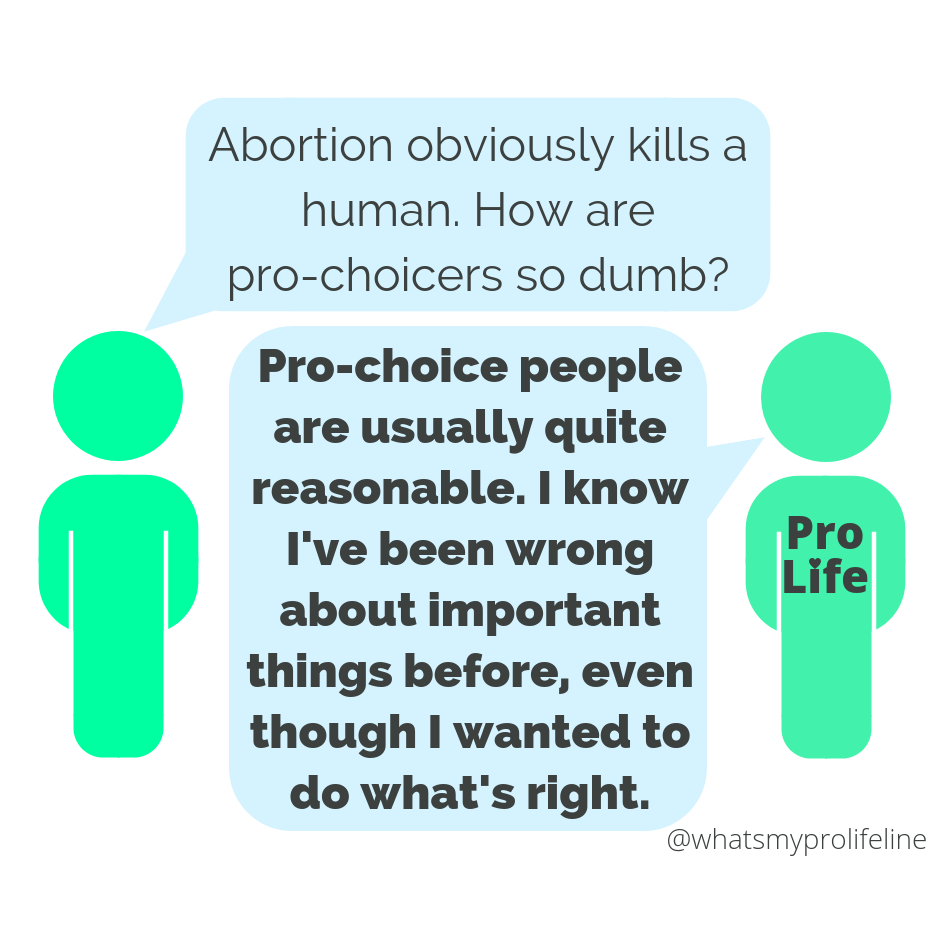 Abortion obviously kills a
human. How are
pro-choicers so dumb?
Pro-choice people
are usually quite
reasonable. I know
I've been wrong
about important
things before, even
though I wanted to
do what's right.
Pro
Life
@whatsmyprolifeline